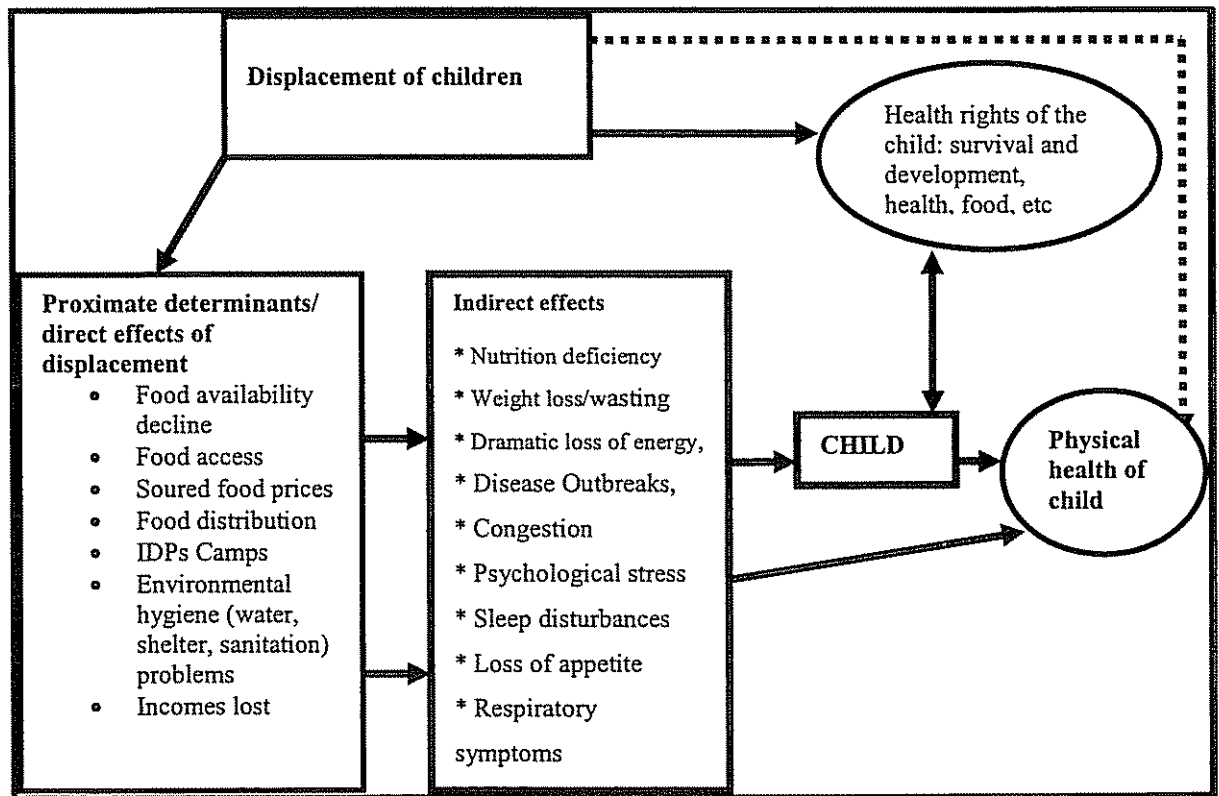 Displacement of children
Health rights of the
child: survival and
development,
health, food, etc
Proximate determinants/
direct effects of
displacement
• Food availability
decline
• Food access
• Soured food prices
• Food distribution
• IDPs Camps
• Environmental
hygiene (water,
shelter, sanitation)
problems
• Incomes lost
Indirect effects
* Nutrition deficiency
* Weight loss/wasting
* Dramatic loss of energy,
* Disease Outbreaks,
* Congestion
* Psychological stress
* Sleep disturbances
* Loss of appetite
* Respiratory
symptoms
CHILD
Physical
health of
child